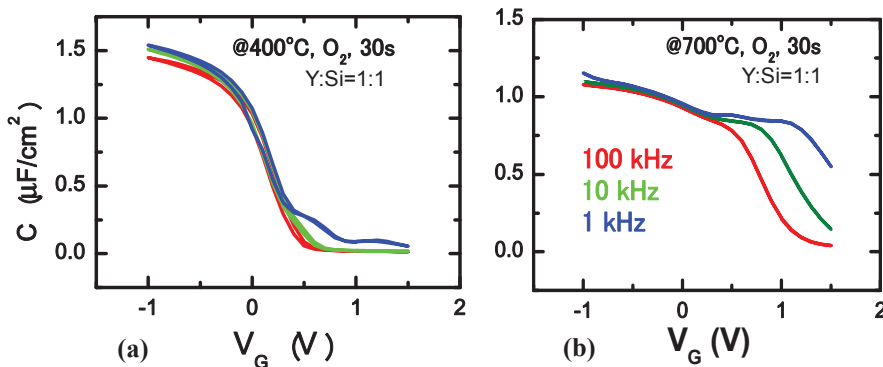 @400°C, O2, 30s
Y:Si=1:1
1.5
1.0
0.5
0.0
C (μF/cm2)
-1
0
1
2
(a)
VG (V)
@700°C, O2, 30s
Y:Si=1:1
1.5
1.0
0.5
0.0
100 kHz
10 kHz
1 kHz
-1
0
1
2
(b)
VG (V)